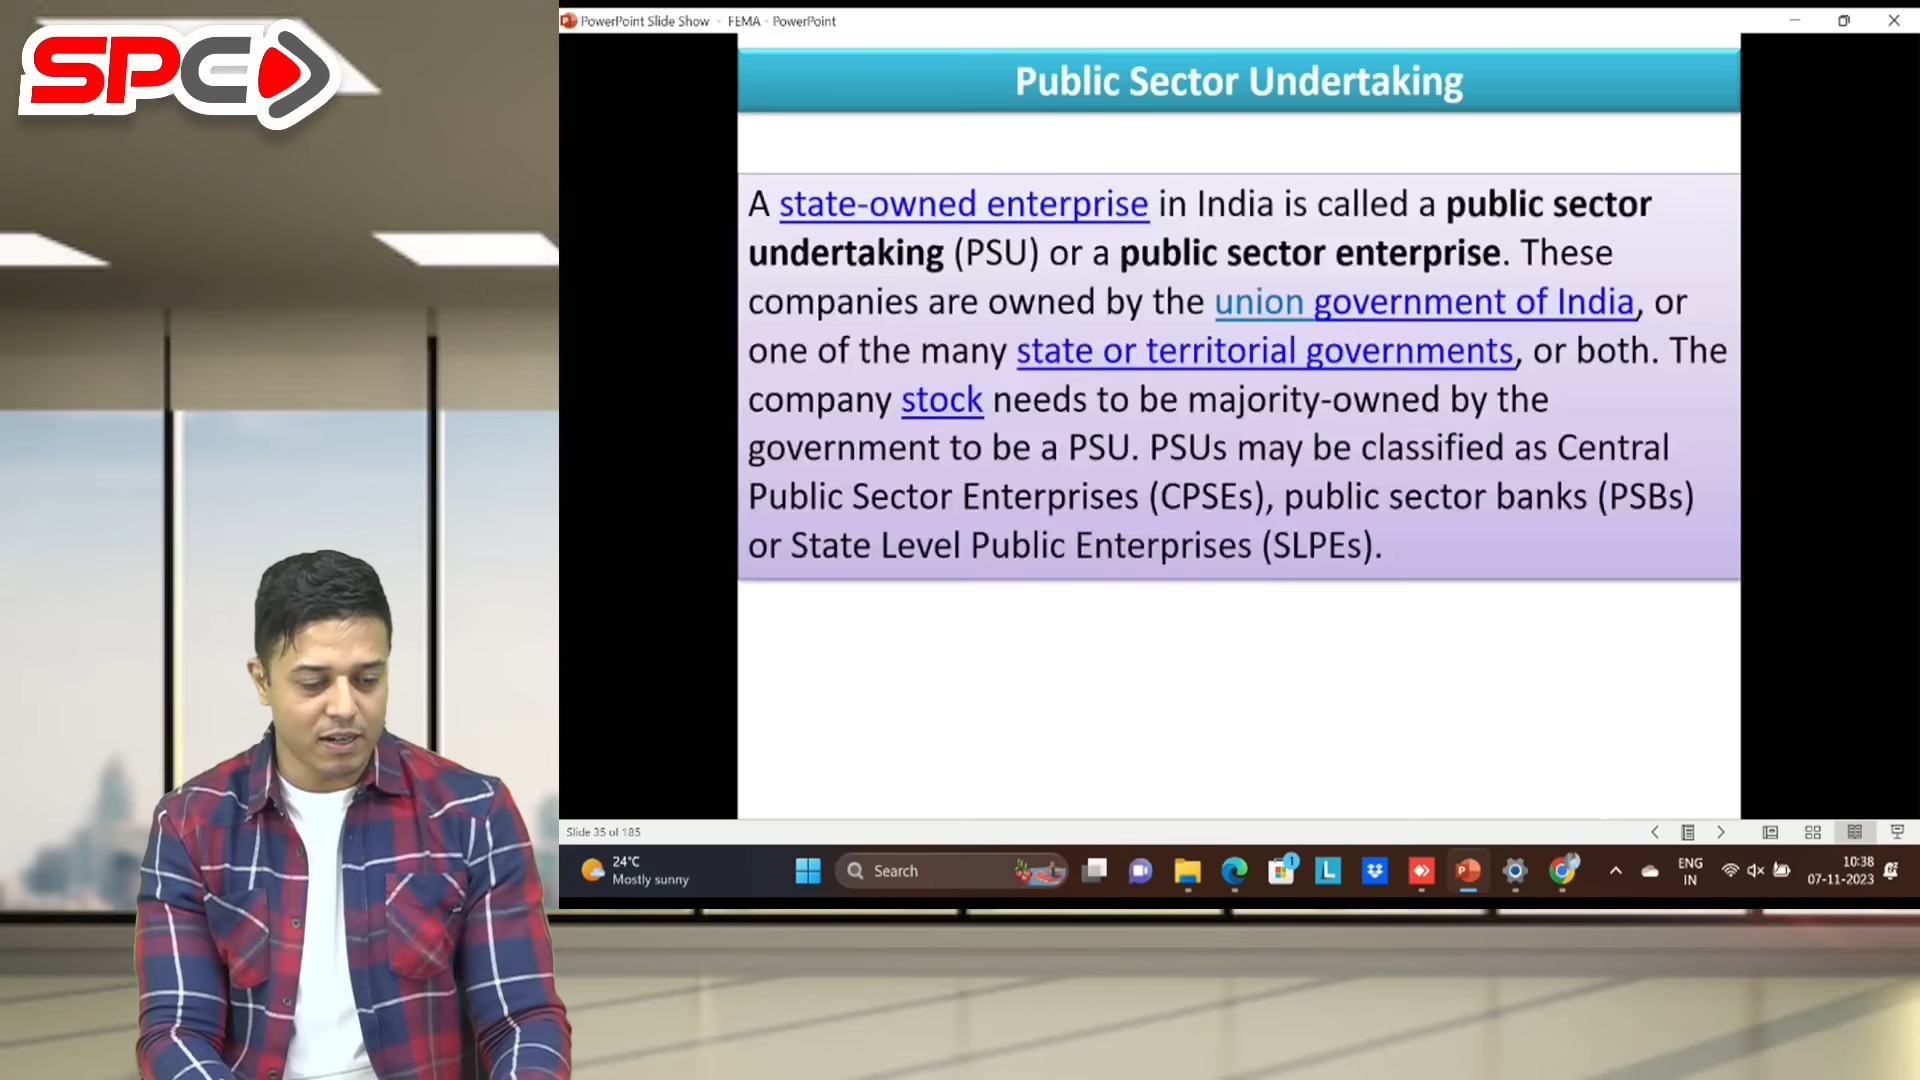 SPE
PowerPoint Slide Show - FEMA - PowerPoint
Public Sector Undertaking
A state-owned enterprise in India is called a public sector
undertaking (PSU) or a public sector enterprise. These
companies are owned by the union government of India, or
one of the many state or territorial governments, or both. The
company stock needs to be majority-owned by the
government to be a PSU. PSUs may be classified as Central
Public Sector Enterprises (CPSEs), public sector banks (PSBs)
or State Level Public Enterprises (SLPEs).
Slide 35 of 185
24°C
Mostly sunny
Search
1
L
ENG
IN
10:38
07-11-2023